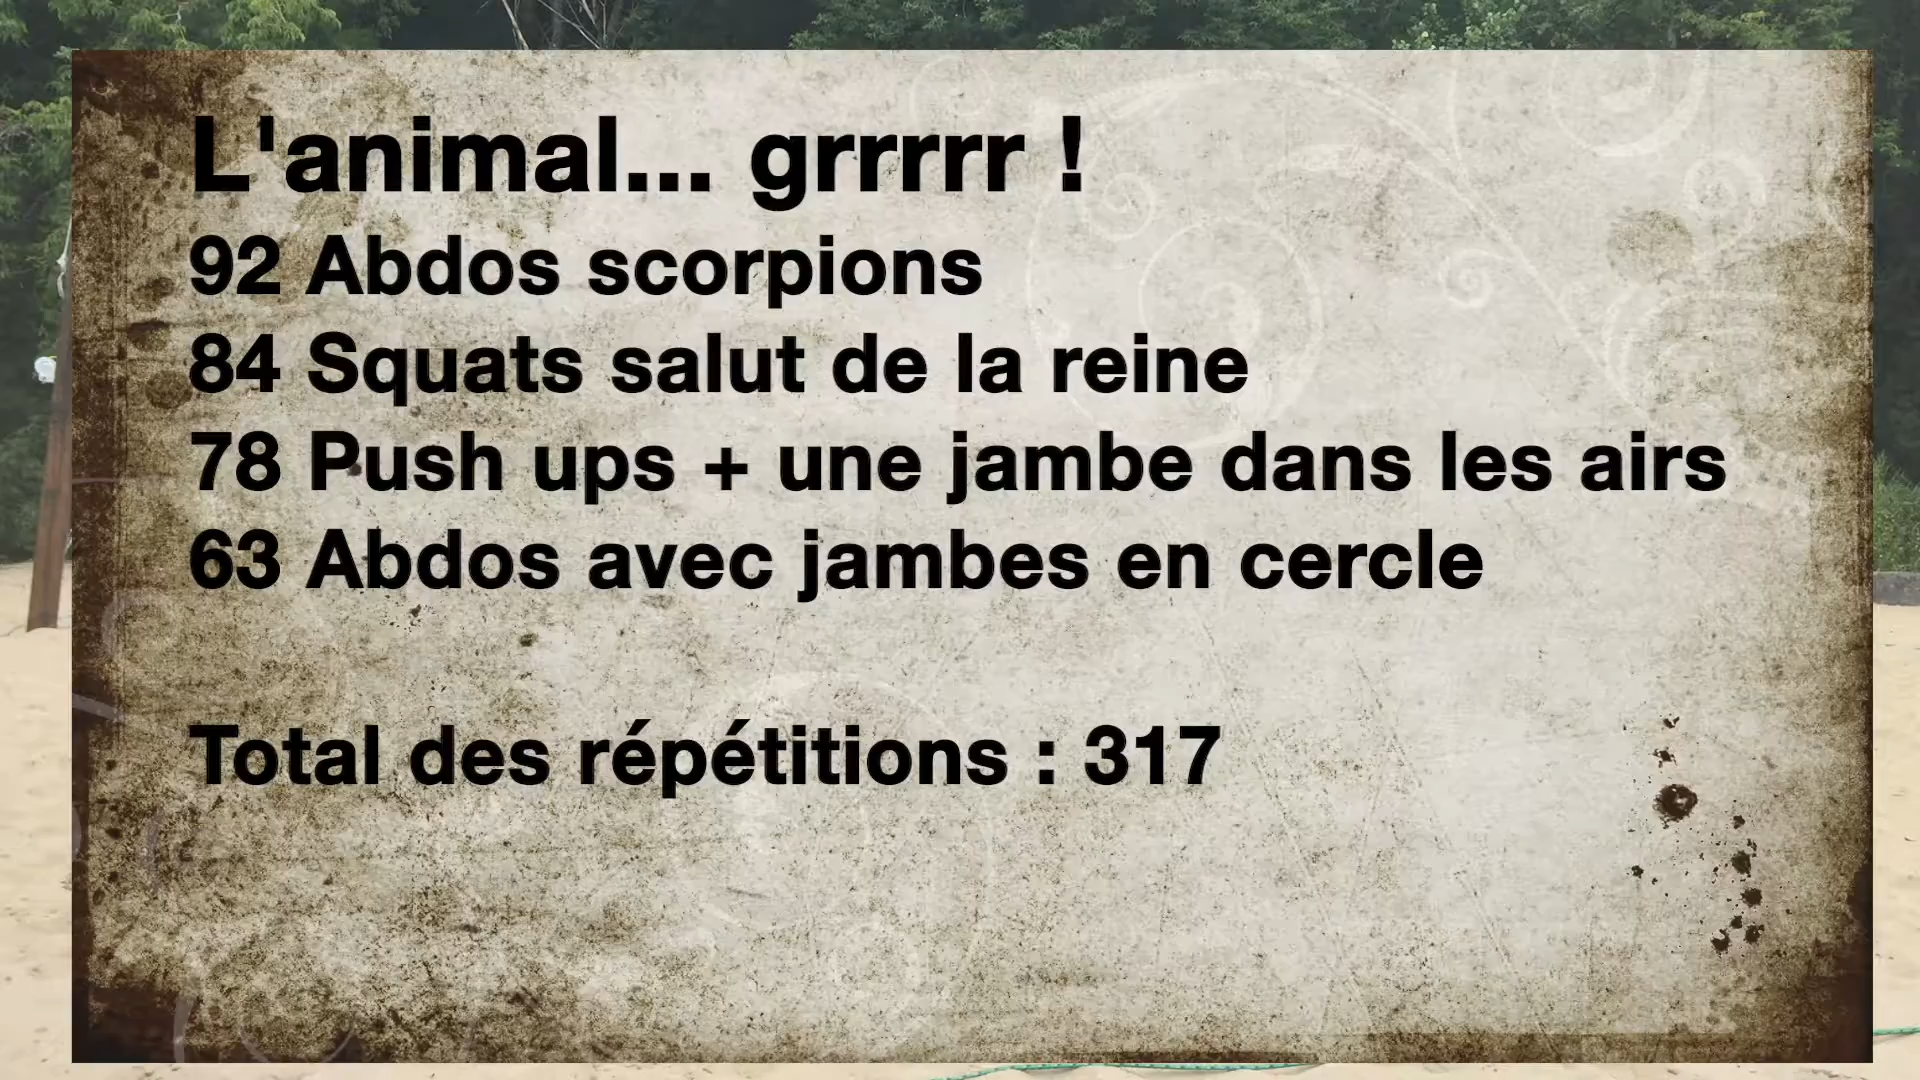 L'animal... grrrrr !
92 Abdos scorpions
84 Squats salut de la reine
78 Push ups + une jambe dans les airs
63 Abdos avec jambes en cercle
Total des répétitions : 317